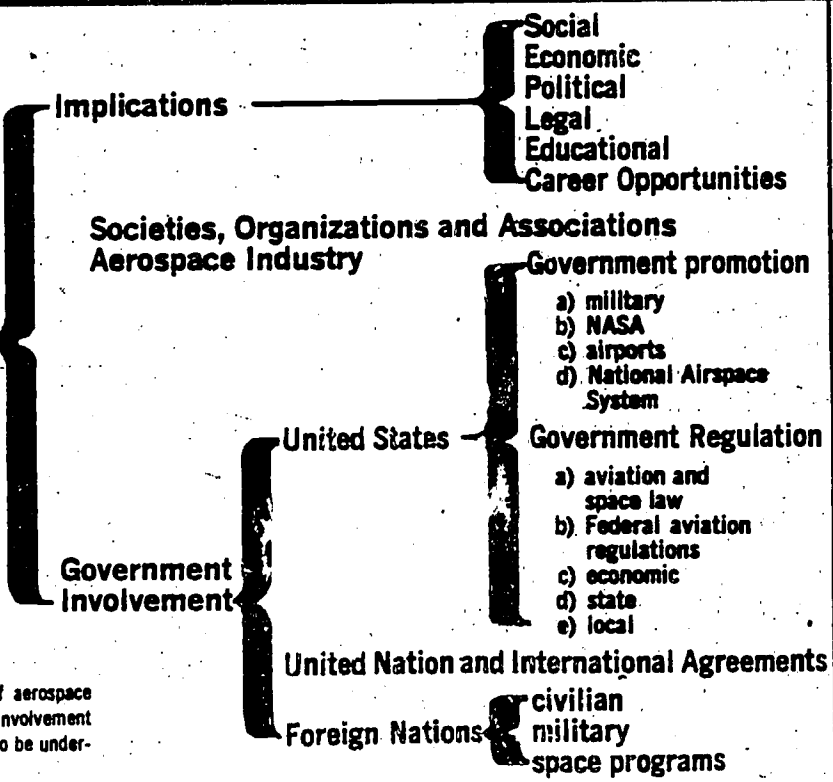 Social
Economic
Political
Implications
Legal
Educational
Career Opportunities
Societies, Organizations and Associations
Aerospace Industry
Government promotion
a) military
b) NASA
c) airports
d) National Airspace
System
United States
Government Regulation
a) aviation and
space law
b) Federal aviation
regulations
c) economic
d) state
e) local
Government
Involvement
United Nation and International Agreements
Foreign Nations
civilian
military
space programs
f aerospace
nvolvement
o be under-